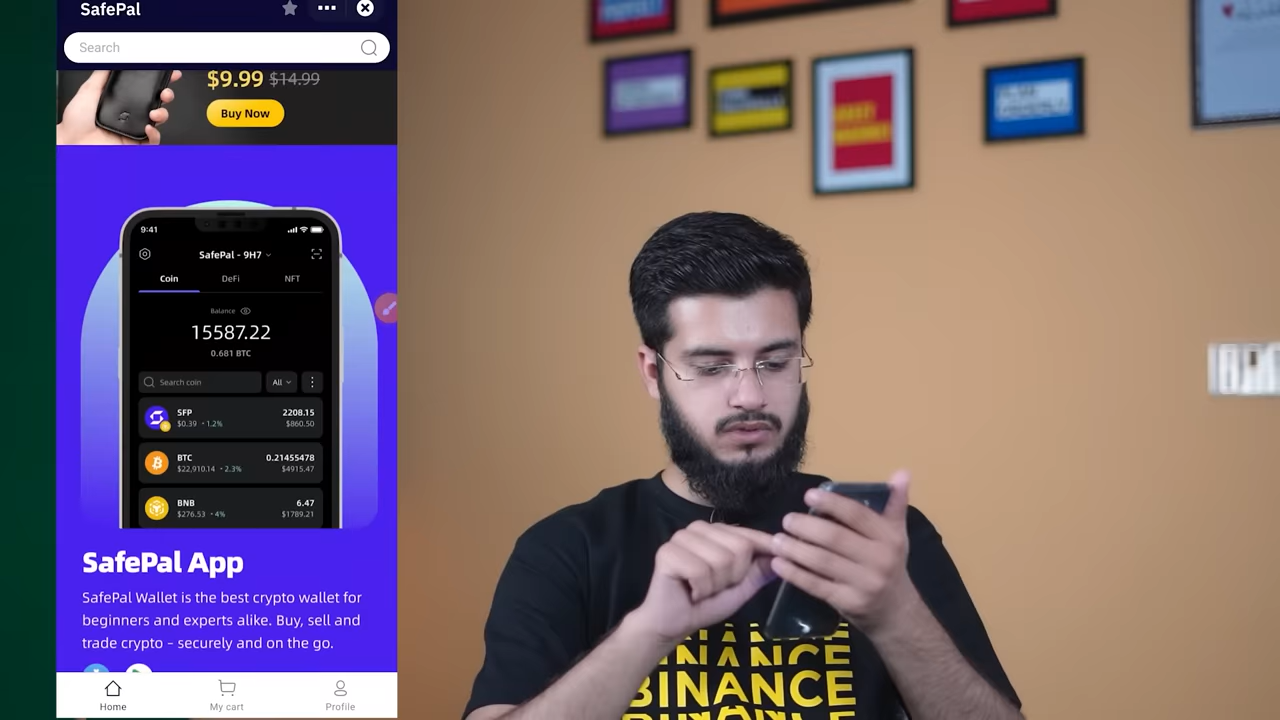 SafePal
Search
$9.99 $14.99
Buy Now
9:41
SafePal - 9H7
Coin DeFi NFT
Balance
15587.22
0.681 BTC
Search coin All
SFP 2208.15
$0.39 1.2% $860.50
BTC 0.21455478
$22,910.14 2.3% $4915.47
BNB 6.47
$276.53 4% $1789.21
SafePal App
SafePal Wallet is the best crypto wallet for
beginners and experts alike. Buy, sell and
trade crypto – securely and on the go.
Home My cart Profile
BINANCE
BINANCE
BINANCE